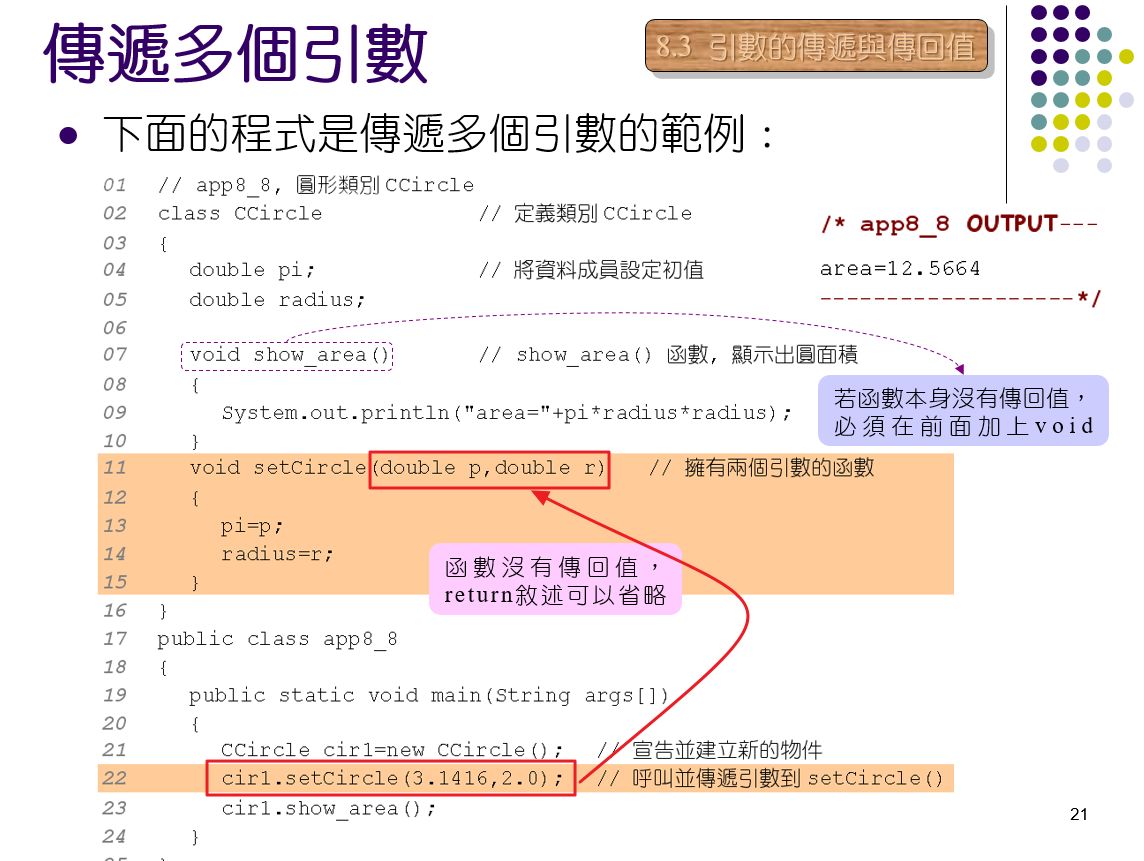 傳遞多個引數
8.3 引數的傳遞與傳回值
● 下面的程式是傳遞多個引數的範例：
01 // app8_8, 圓形類別 CCircle
02 class CCircle // 定義類別 CCircle
03 {
04 double pi; // 將資料成員設定初值
05 double radius;
06
07 void show_area() // show_area() 函數, 顯示出圓面積
08 {
09 System.out.println("area="+pi*radius*radius);
10 }
11 void setCircle(double p,double r) // 擁有兩個引數的函數
12 {
13 pi=p;
14 radius=r;
15 }
16 }
17 public class app8_8
18 {
19 public static void main(String args[])
20 {
21 CCircle cir1=new CCircle(); // 宣告並建立新的物件
22 cir1.setCircle(3.1416,2.0); // 呼叫並傳遞引數到 setCircle()
23 cir1.show_area();
24 }
/* app8_8 OUTPUT---
area=12.5664
-------------------*/
若函數本身沒有傳回值，
必須在前面加上void
函數沒有傳回值，
return敘述可以省略
21